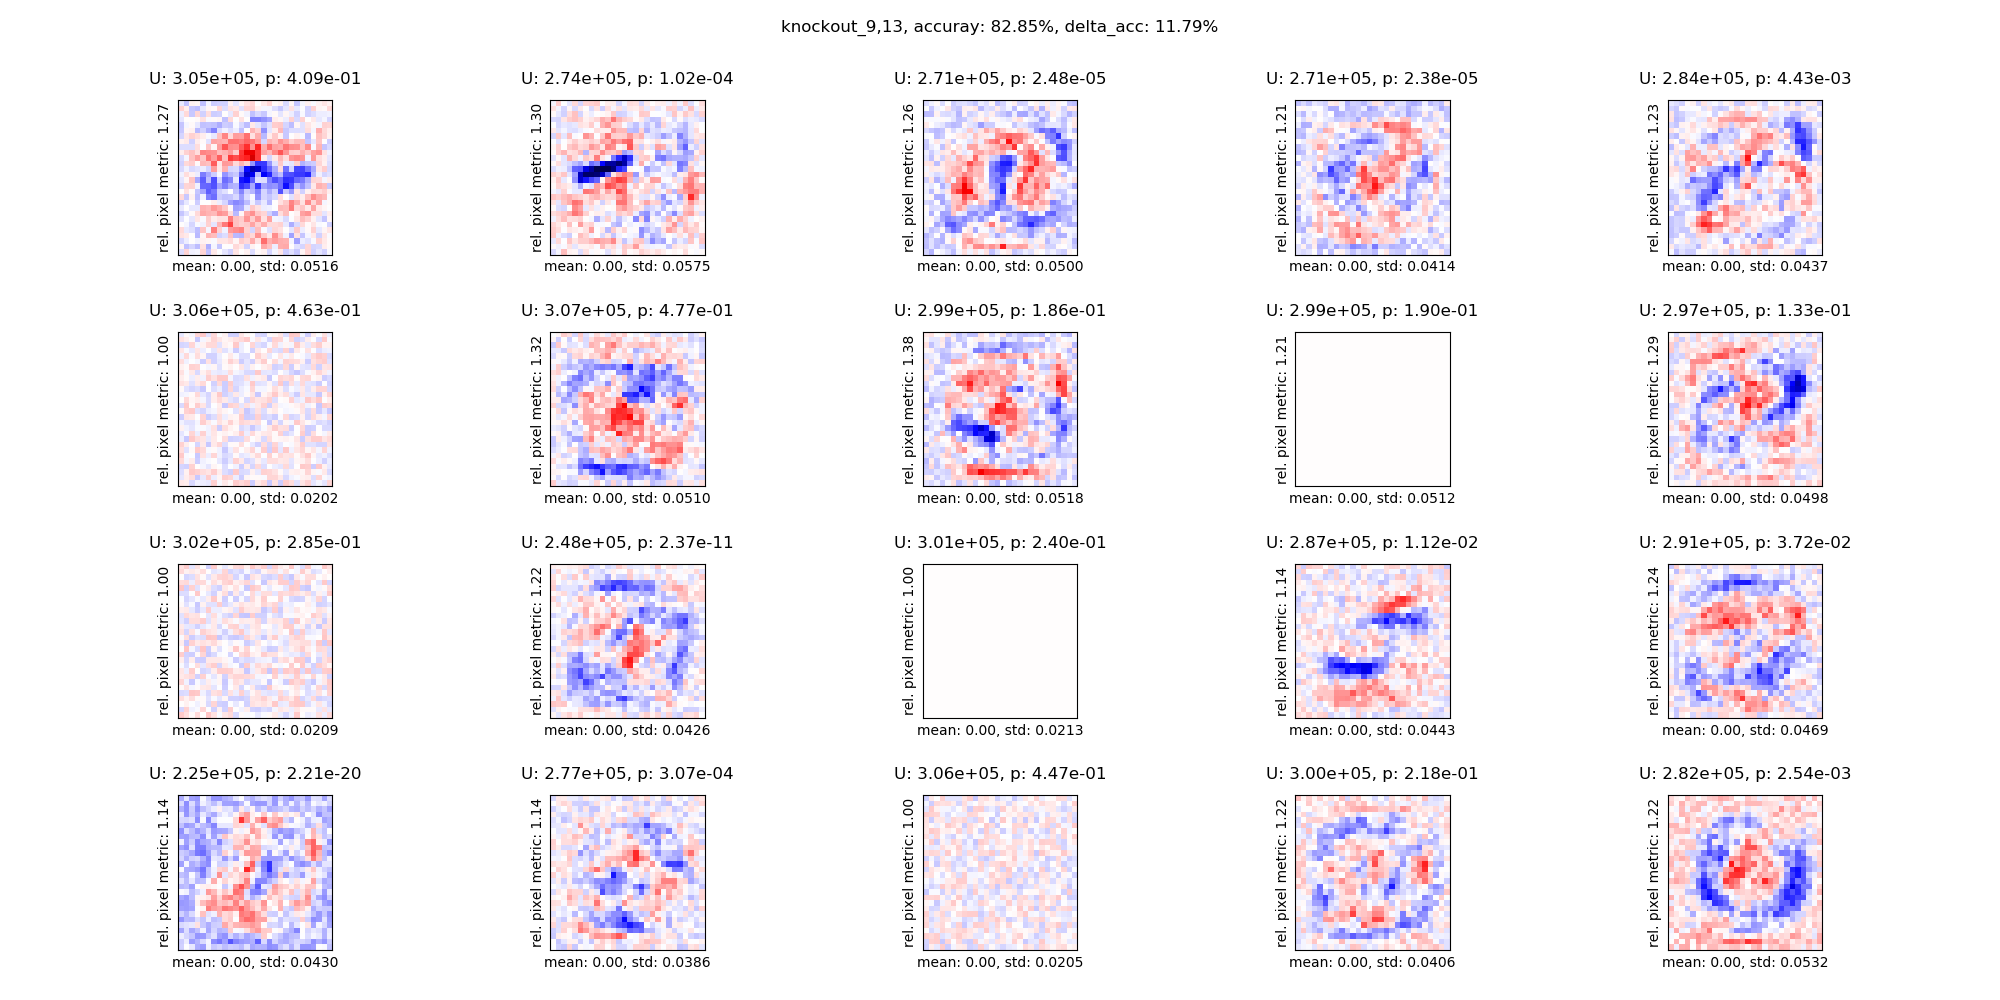 knockout_9,13, accuray: 82.85%, delta_acc: 11.79%
U: 3.05e+05, p: 4.09e-01
rel. pixel metric: 1.27
mean: 0.00, std: 0.0516
U: 2.74e+05, p: 1.02e-04
rel. pixel metric: 1.30
mean: 0.00, std: 0.0575
U: 2.71e+05, p: 2.48e-05
rel. pixel metric: 1.26
mean: 0.00, std: 0.0500
U: 2.71e+05, p: 2.38e-05
rel. pixel metric: 1.21
mean: 0.00, std: 0.0414
U: 2.84e+05, p: 4.43e-03
rel. pixel metric: 1.23
mean: 0.00, std: 0.0437
U: 3.06e+05, p: 4.63e-01
rel. pixel metric: 1.00
mean: 0.00, std: 0.0202
U: 3.07e+05, p: 4.77e-01
rel. pixel metric: 1.32
mean: 0.00, std: 0.0510
U: 2.99e+05, p: 1.86e-01
rel. pixel metric: 1.38
mean: 0.00, std: 0.0518
U: 2.99e+05, p: 1.90e-01
rel. pixel metric: 1.21
mean: 0.00, std: 0.0512
U: 2.97e+05, p: 1.33e-01
rel. pixel metric: 1.29
mean: 0.00, std: 0.0498
U: 3.02e+05, p: 2.85e-01
rel. pixel metric: 1.00
mean: 0.00, std: 0.0209
U: 2.48e+05, p: 2.37e-11
rel. pixel metric: 1.22
mean: 0.00, std: 0.0426
U: 3.01e+05, p: 2.40e-01
rel. pixel metric: 1.00
mean: 0.00, std: 0.0213
U: 2.87e+05, p: 1.12e-02
rel. pixel metric: 1.14
mean: 0.00, std: 0.0443
U: 2.91e+05, p: 3.72e-02
rel. pixel metric: 1.24
mean: 0.00, std: 0.0469
U: 2.25e+05, p: 2.21e-20
rel. pixel metric: 1.14
mean: 0.00, std: 0.0430
U: 2.77e+05, p: 3.07e-04
rel. pixel metric: 1.14
mean: 0.00, std: 0.0386
U: 3.06e+05, p: 4.47e-01
rel. pixel metric: 1.00
mean: 0.00, std: 0.0205
U: 3.00e+05, p: 2.18e-01
rel. pixel metric: 1.22
mean: 0.00, std: 0.0406
U: 2.82e+05, p: 2.54e-03
rel. pixel metric: 1.22
mean: 0.00, std: 0.0532